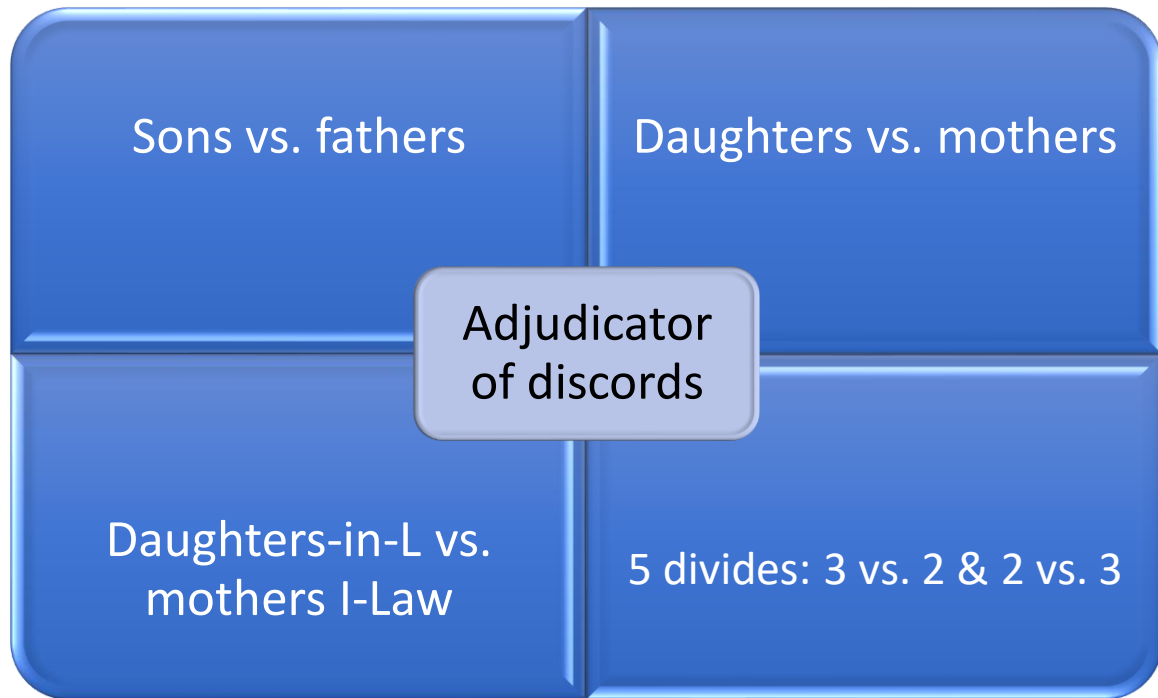 Sons vs. fathers
Daughters vs. mothers
Adjudicator
of discords
Daughters-in-L vs.
mothers I-Law
5 divides: 3 vs. 2 & 2 vs. 3